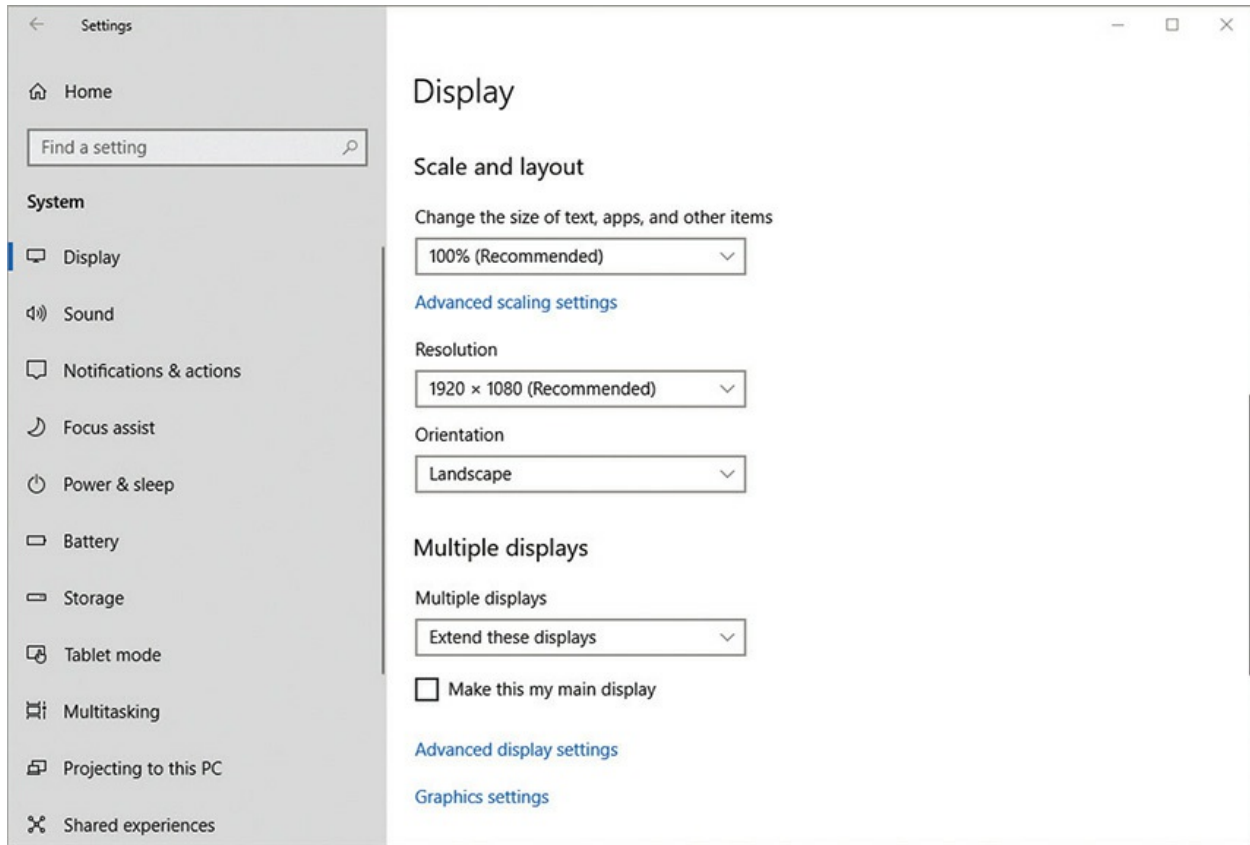 Settings
Home
Find a setting
System
Display
Sound
Notifications & actions
Focus assist
Power & sleep
Battery
Storage
Tablet mode
Multitasking
Projecting to this PC
Shared experiences
Display
Scale and layout
Change the size of text, apps, and other items
100% (Recommended)
Advanced scaling settings
Resolution
1920 × 1080 (Recommended)
Orientation
Landscape
Multiple displays
Multiple displays
Extend these displays
Make this my main display
Advanced display settings
Graphics settings